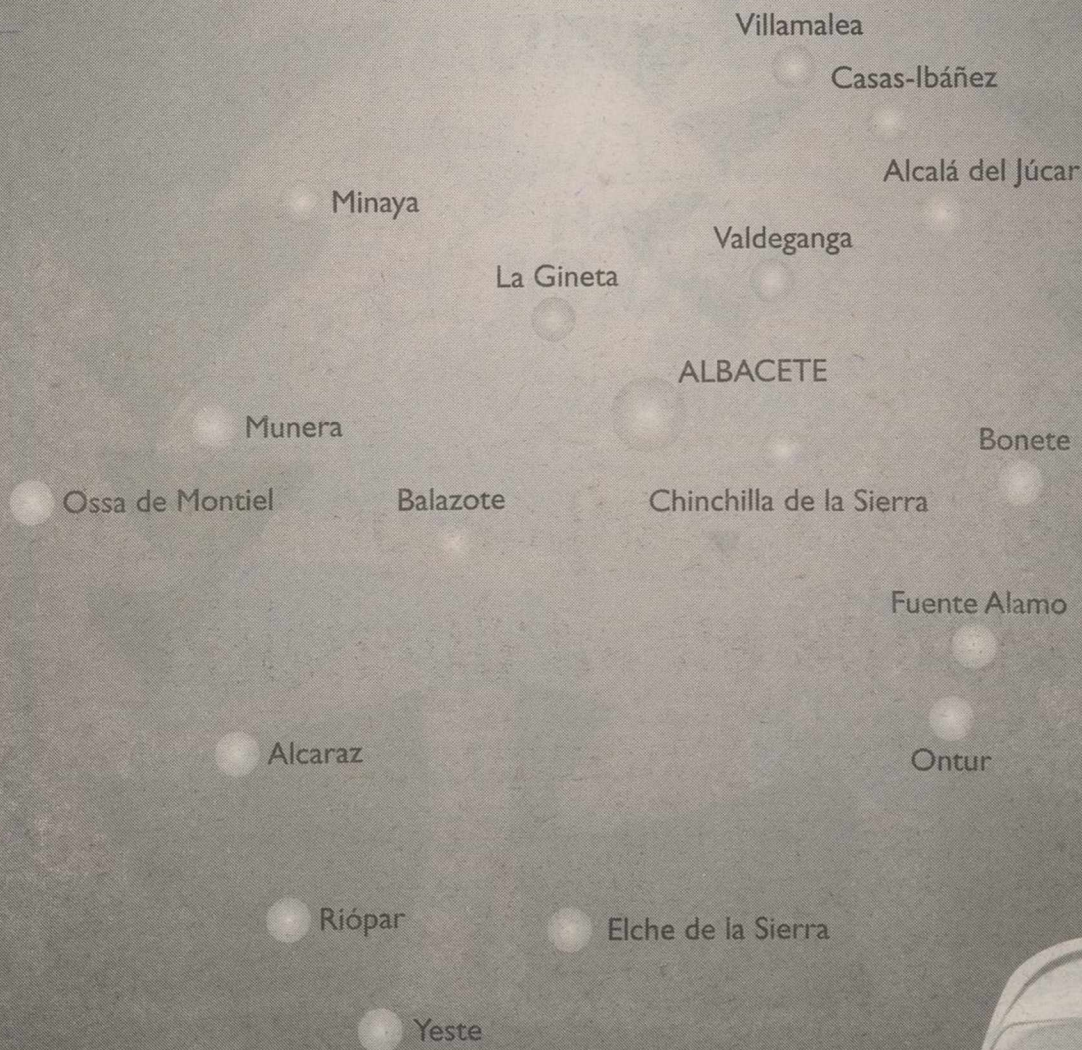 Villamalea
Casas-Ibáñez
Alcalá del Júcar
Minaya
Valdeganga
La Gineta
ALBACETE
Munera
Bonete
Ossa de Montiel
Balazote
Chinchilla de la Sierra
Fuente Alamo
Alcaraz
Ontur
Riópar
Elche de la Sierra
Yeste